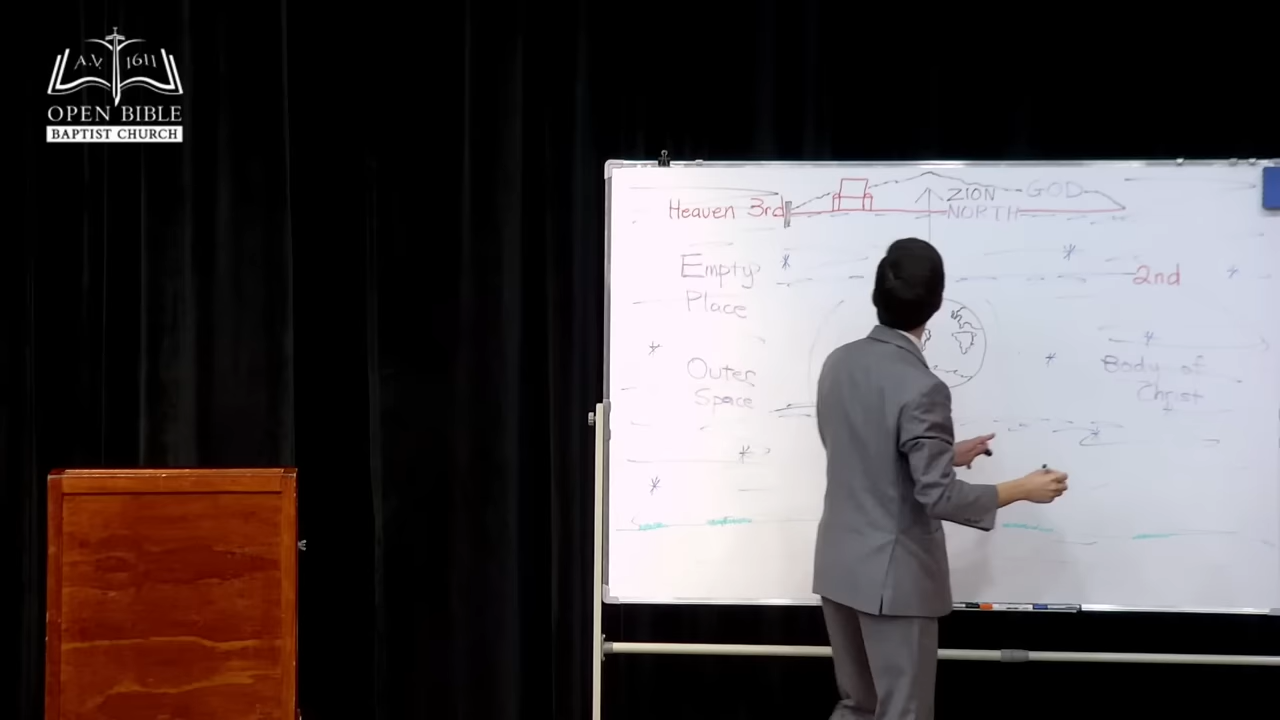 A.V. 1611
OPEN BIBLE
BAPTIST CHURCH
ZION GOD
Heaven 3rd NORTH
Empty
Place
2nd
Outer
Space
Body of
Christ